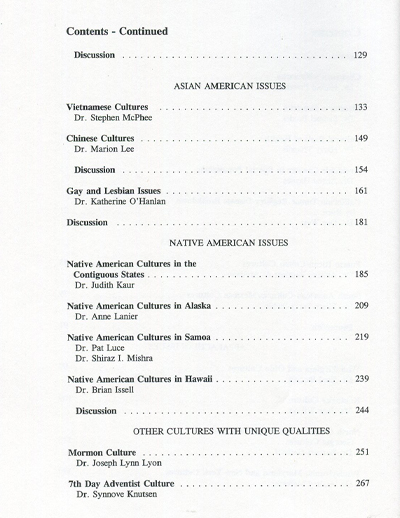 Contents - Continued
Discussion . . . . . . . . . . . . . . . . . . . . . . . . . . . . . . . . . . . . 129
ASIAN AMERICAN ISSUES
Vietnamese Cultures . . . . . . . . . . . . . . . . . . . . . . . . . . . . . . 133
Dr. Stephen McPhee
Chinese Cultures . . . . . . . . . . . . . . . . . . . . . . . . . . . . . . . . . 149
Dr. Marion Lee
Discussion . . . . . . . . . . . . . . . . . . . . . . . . . . . . . . . . . . . . 154
Gay and Lesbian Issues . . . . . . . . . . . . . . . . . . . . . . . . . . . . . 161
Dr. Katherine O'Hanlan
Discussion . . . . . . . . . . . . . . . . . . . . . . . . . . . . . . . . . . . . . 181
NATIVE AMERICAN ISSUES
Native American Cultures in the
Contiguous States . . . . . . . . . . . . . . . . . . . . . . . . . . . . . . . . 185
Dr. Judith Kaur
Native American Cultures in Alaska . . . . . . . . . . . . . . . . . . . . . . 209
Dr. Anne Lanier
Native American Cultures in Samoa . . . . . . . . . . . . . . . . . . . . . . 219
Dr. Pat Luce
Dr. Shiraz I. Mishra
Native American Cultures in Hawaii . . . . . . . . . . . . . . . . . . . . . . 239
Dr. Brian Issell
Discussion . . . . . . . . . . . . . . . . . . . . . . . . . . . . . . . . . . . . 244
OTHER CULTURES WITH UNIQUE QUALITIES
Mormon Culture . . . . . . . . . . . . . . . . . . . . . . . . . . . . . . . . . 251
Dr. Joseph Lynn Lyon
7th Day Adventist Culture . . . . . . . . . . . . . . . . . . . . . . . . . . . 267
Dr. Synnove Knutsen